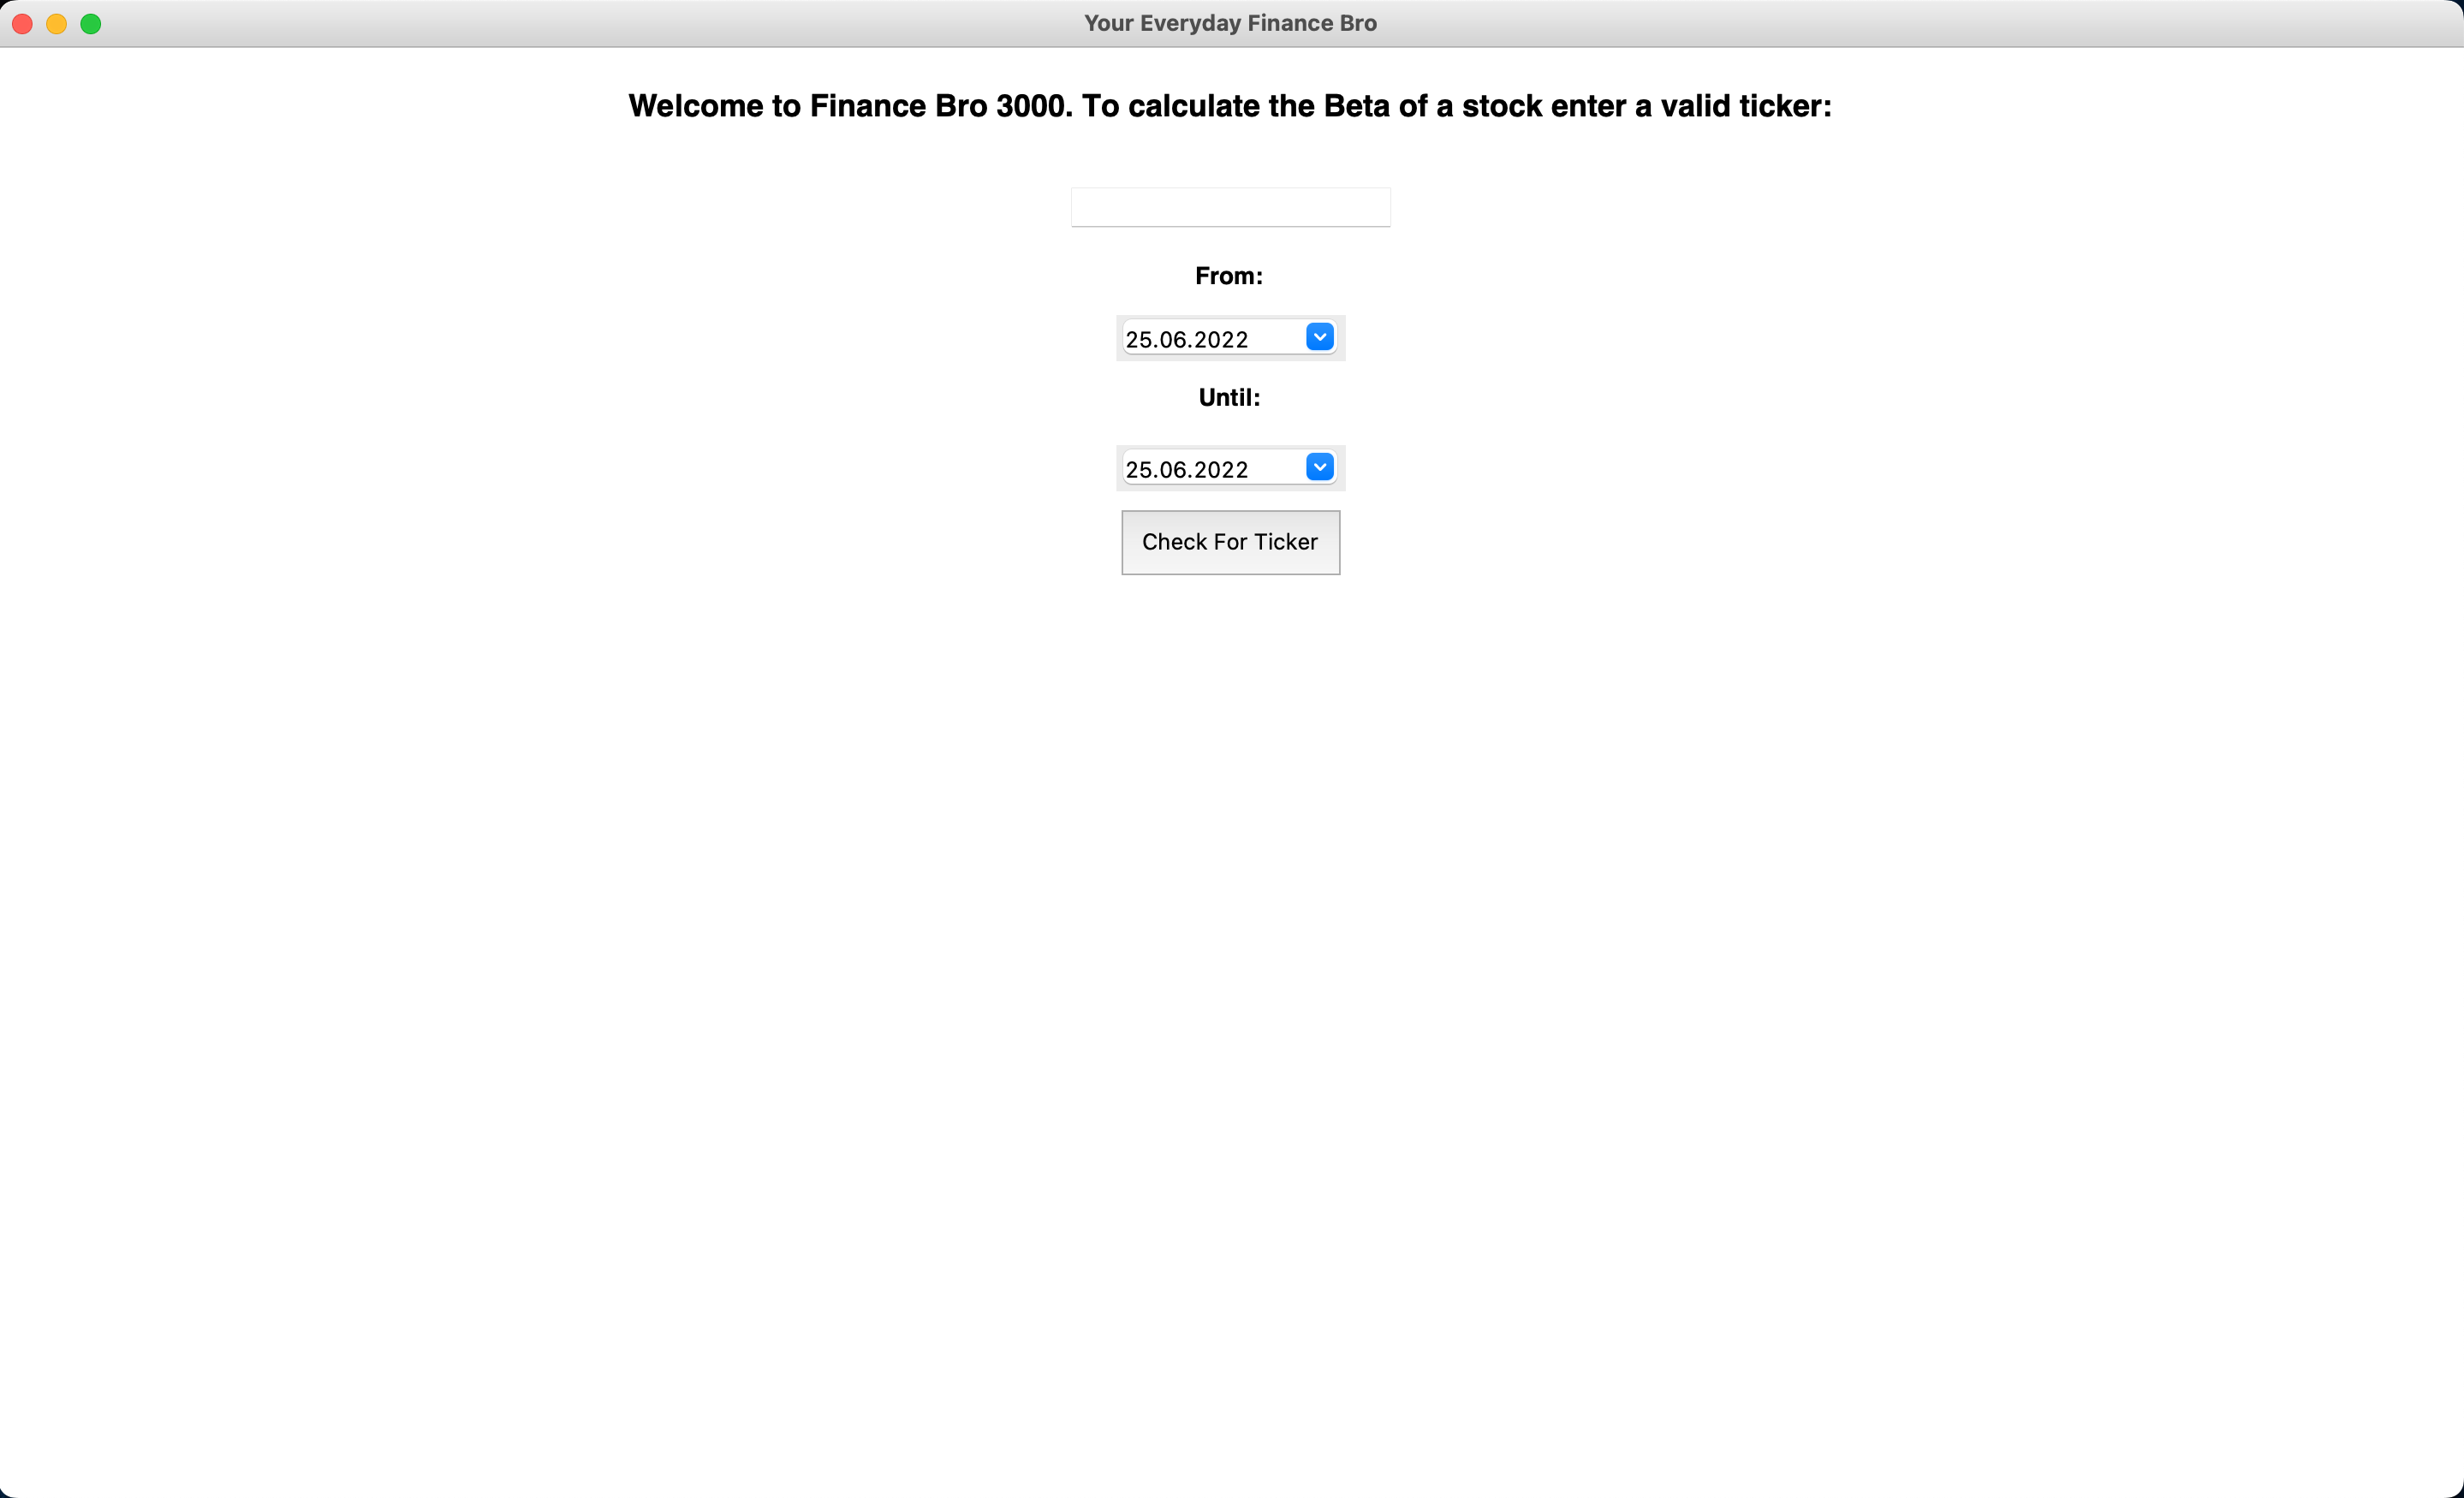 Your Everyday Finance Bro
Welcome to Finance Bro 3000. To calculate the Beta of a stock enter a valid ticker:
From:
25.06.2022
Until:
25.06.2022
Check For Ticker